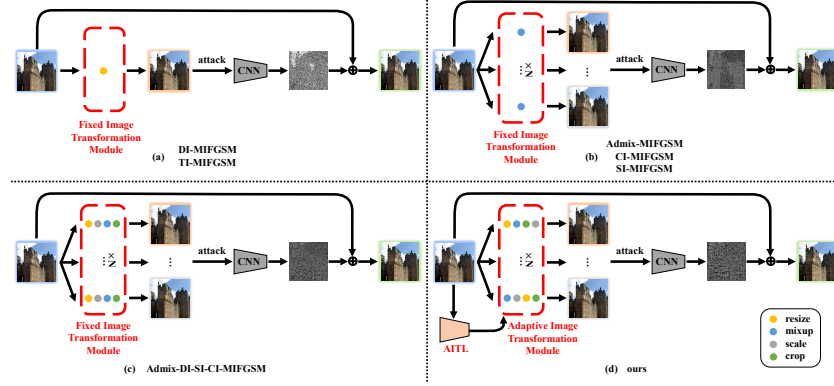 attack
CNN
Fixed Image
Transformation
Module
(a)
DI-MIFGSM
TI-MIFGSM
N×
...
attack
...
CNN
Fixed Image
Transformation
Module
(b)
Admix-MIFGSM
CI-MIFGSM
SI-MIFGSM
N×
...
attack
...
CNN
Fixed Image
Transformation
Module
(c) Admix-DI-SI-CI-MIFGSM
N×
...
attack
...
CNN
AITL
Adaptive Image
Transformation
Module
(d) ours
resize
mixup
scale
crop